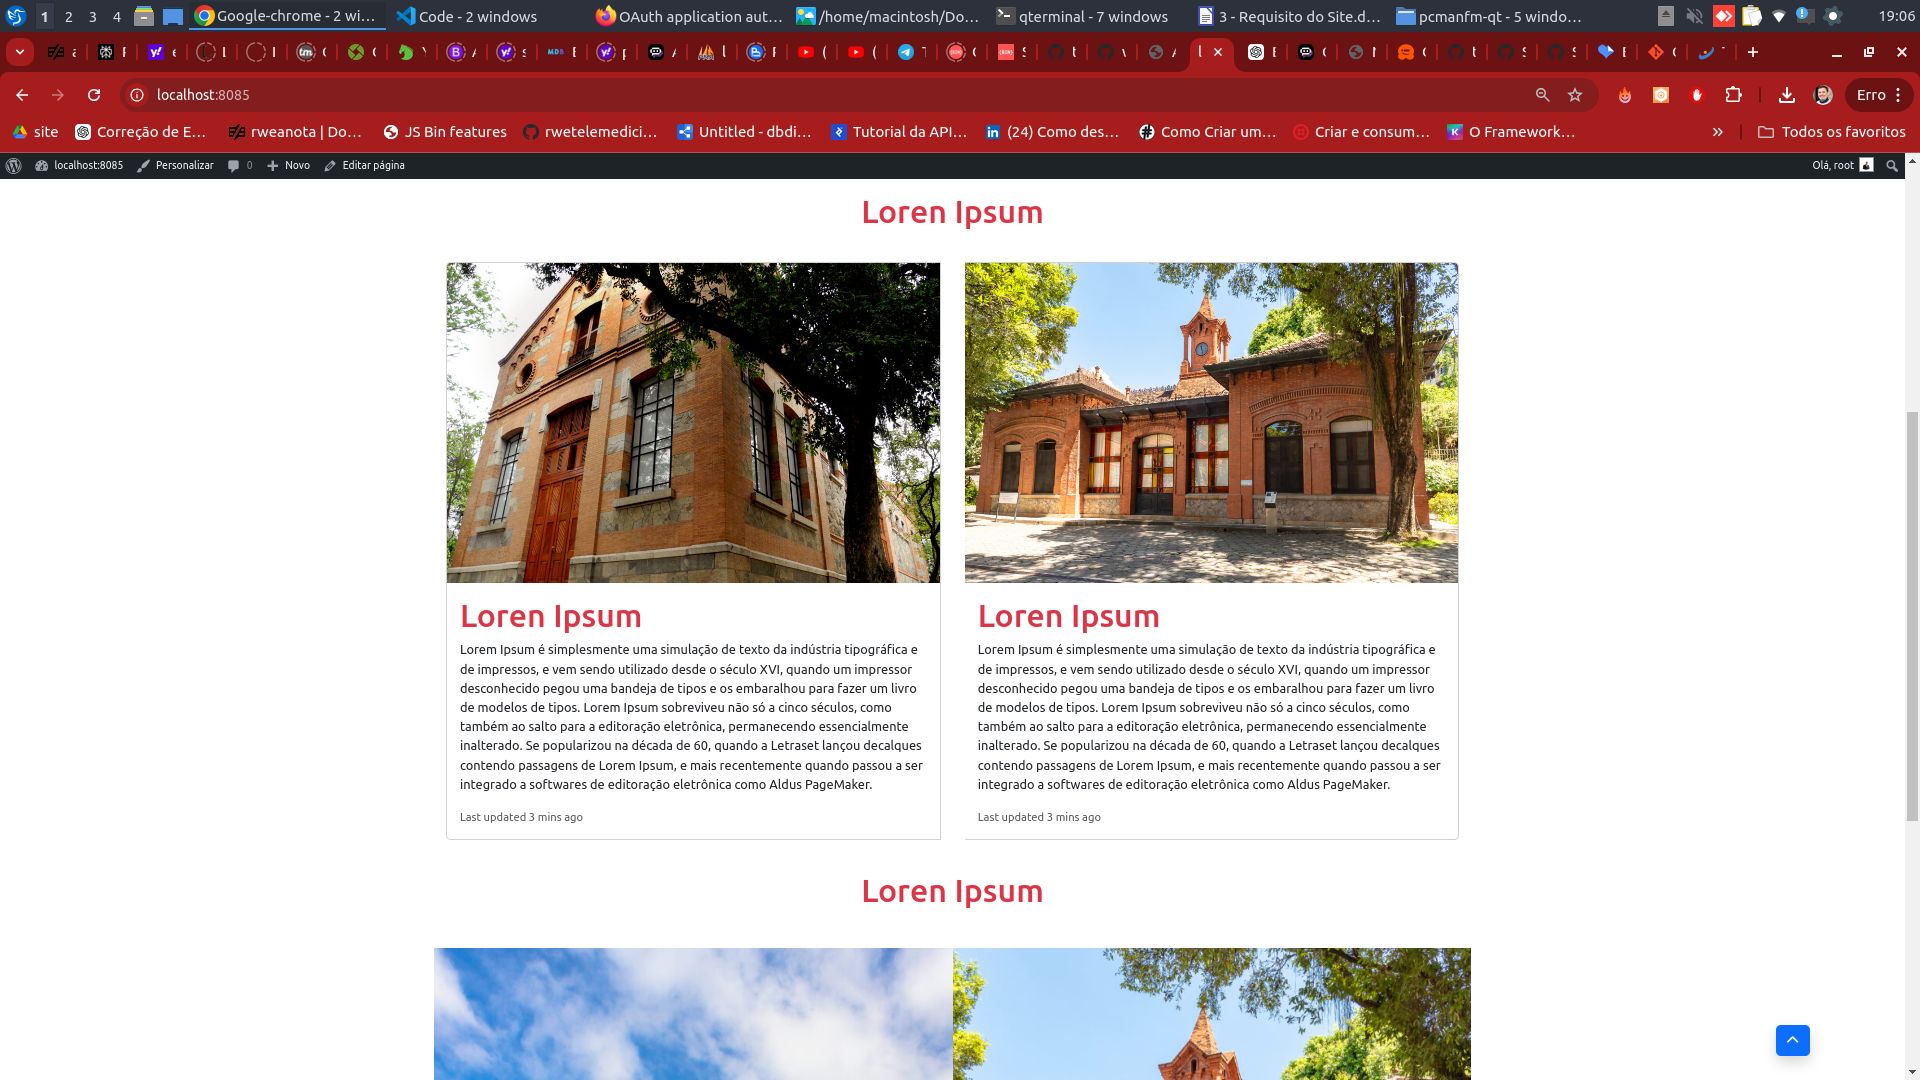 1 2 3 4 Google-chrome - 2 wi... Code - 2 windows OAuth application aut... /home/macintosh/Do... qterminal - 7 windows 3 - Requisito do Site.d... pcmanfm-qt - 5 windo... 19:06
localhost:8085 Erro
site Correção de E... rweanota | Do... JS Bin features rwetelemedici... Untitled - dbdi... Tutorial da API... (24) Como des... Como Criar um... Criar e consum... O Framework... » Todos os favoritos
localhost:8085 Personalizar 0 Novo Editar página Olá, root
Loren Ipsum
Loren Ipsum
Lorem Ipsum é simplesmente uma simulação de texto da indústria tipográfica e
de impressos, e vem sendo utilizado desde o século XVI, quando um impressor
desconhecido pegou uma bandeja de tipos e os embaralhou para fazer um livro
de modelos de tipos. Lorem Ipsum sobreviveu não só a cinco séculos, como
também ao salto para a editoração eletrônica, permanecendo essencialmente
inalterado. Se popularizou na década de 60, quando a Letraset lançou decalques
contendo passagens de Lorem Ipsum, e mais recentemente quando passou a ser
integrado a softwares de editoração eletrônica como Aldus PageMaker.
Last updated 3 mins ago
Loren Ipsum
Lorem Ipsum é simplesmente uma simulação de texto da indústria tipográfica e
de impressos, e vem sendo utilizado desde o século XVI, quando um impressor
desconhecido pegou uma bandeja de tipos e os embaralhou para fazer um livro
de modelos de tipos. Lorem Ipsum sobreviveu não só a cinco séculos, como
também ao salto para a editoração eletrônica, permanecendo essencialmente
inalterado. Se popularizou na década de 60, quando a Letraset lançou decalques
contendo passagens de Lorem Ipsum, e mais recentemente quando passou a ser
integrado a softwares de editoração eletrônica como Aldus PageMaker.
Last updated 3 mins ago
Loren Ipsum